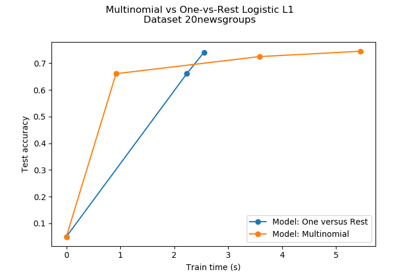 Multinomial vs One-vs-Rest Logistic L1
Dataset 20newsgroups
0.7
0.6
0.5
0.4
0.3
0.2
0.1
Test accuracy
Model: One versus Rest
Model: Multinomial
0 1 2 3 4 5
Train time (s)